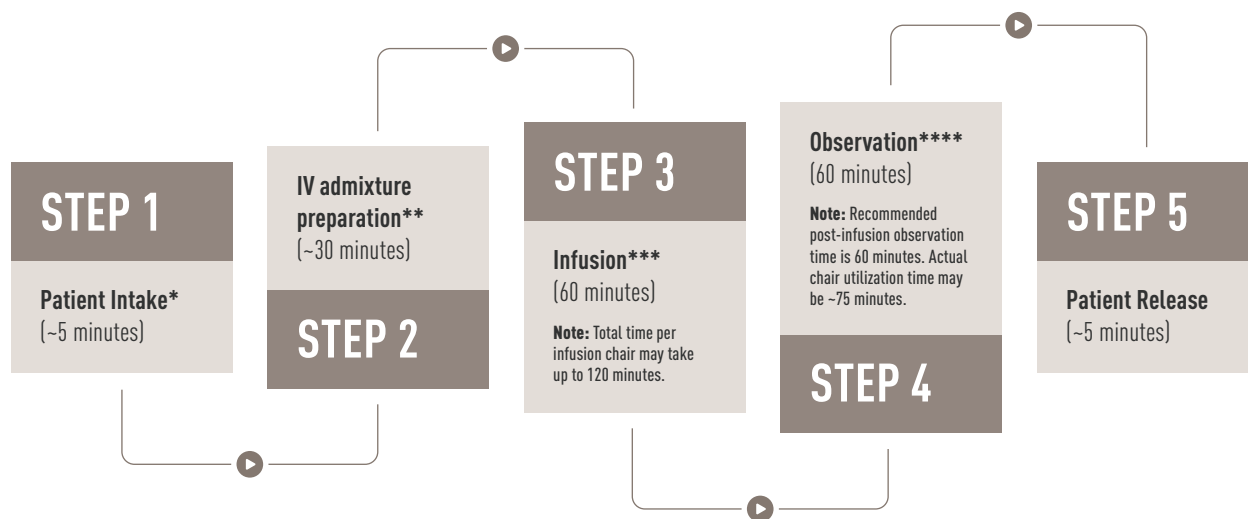 STEP 1
Patient Intake*
(~5 minutes)
IV admixture
preparation**
(~30 minutes)
STEP 2
STEP 3
Infusion***
(60 minutes)
Note: Total time per
infusion chair may take
up to 120 minutes.
Observation****
(60 minutes)
Note: Recommended
post-infusion observation
time is 60 minutes. Actual
chair utilization time may
be ~75 minutes.
STEP 4
STEP 5
Patient Release
(~5 minutes)